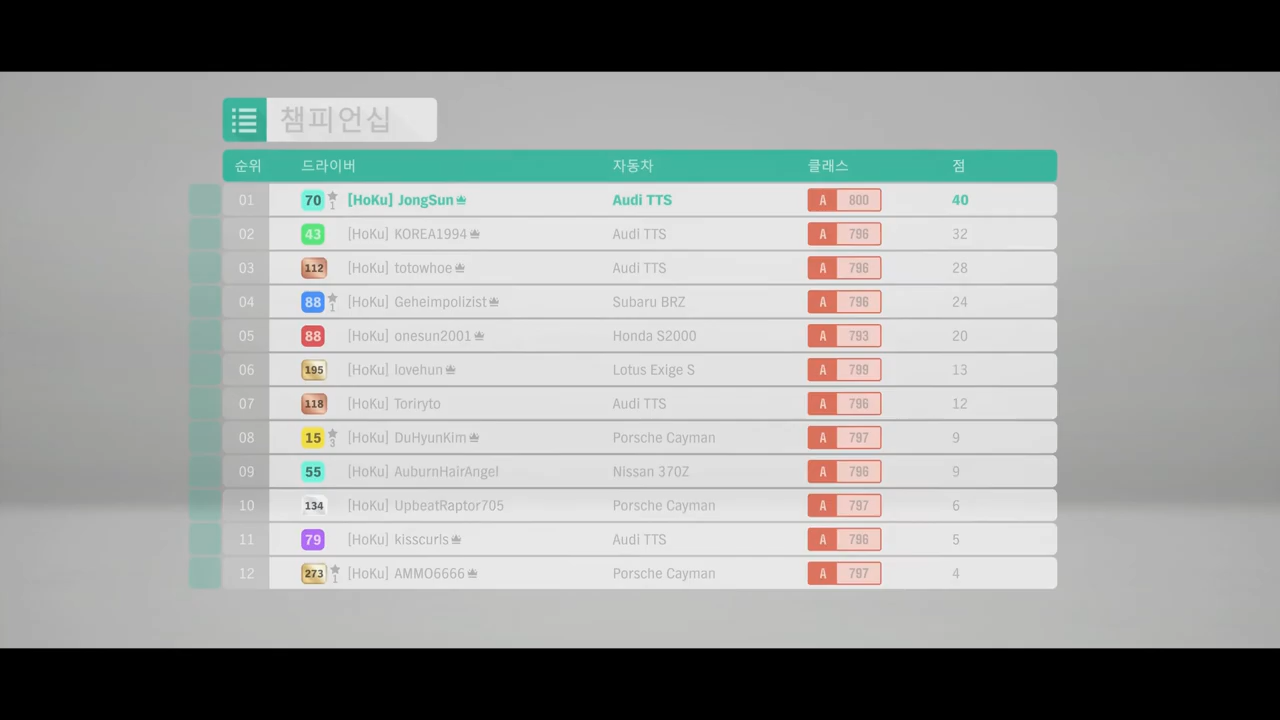 챔피언십
순위 드라이버 자동차 클래스 점
01 70 1 [HoKu] JongSun Audi TTS A 800 40
02 43 [HoKu] KOREA1994 Audi TTS A 796 32
03 112 [HoKu] totowhoe Audi TTS A 796 28
04 88 1 [HoKu] Geheimpolizist Subaru BRZ A 796 24
05 88 [HoKu] onesun2001 Honda S2000 A 793 20
06 195 [HoKu] lovehun Lotus Exige S A 799 13
07 118 [HoKu] Toriryto Audi TTS A 796 12
08 15 3 [HoKu] DuHyunKim Porsche Cayman A 797 9
09 55 [HoKu] AuburnHairAngel Nissan 370Z A 796 9
10 134 [HoKu] UpbeatRaptor705 Porsche Cayman A 797 6
11 79 [HoKu] kisscurls Audi TTS A 796 5
12 273 1 [HoKu] AMMO6666 Porsche Cayman A 797 4